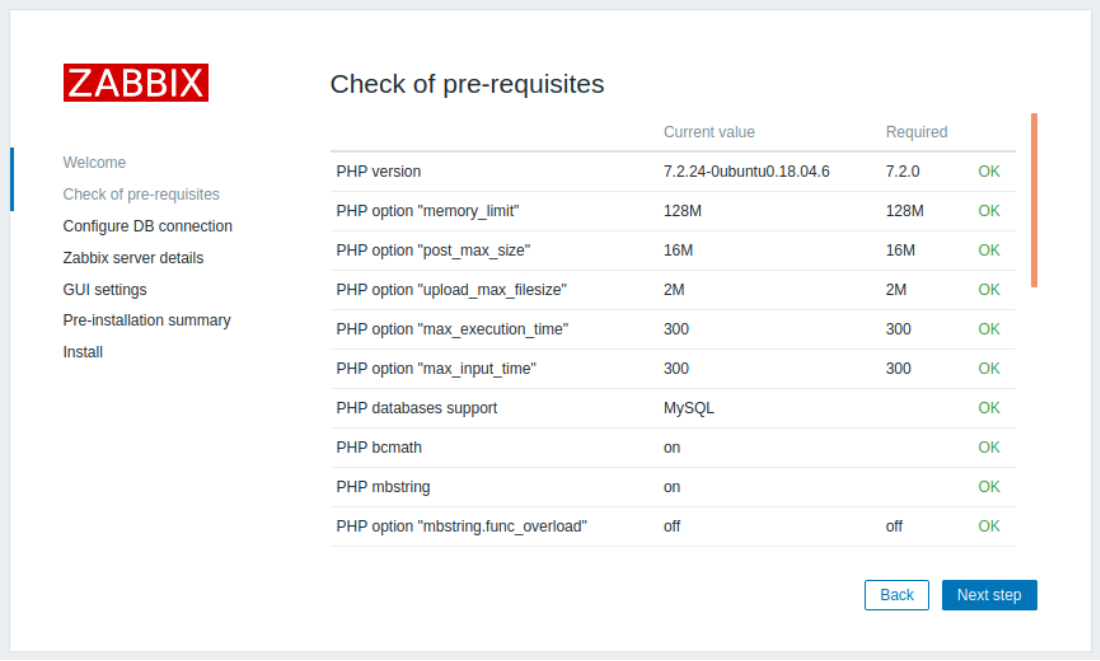 ZABBIX
Check of pre-requisites
Welcome
Check of pre-requisites
Configure DB connection
Zabbix server details
GUI settings
Pre-installation summary
Install
Current value Required
PHP version 7.2.24-0ubuntu0.18.04.6 7.2.0 OK
PHP option "memory_limit" 128M 128M OK
PHP option "post_max_size" 16M 16M OK
PHP option "upload_max_filesize" 2M 2M OK
PHP option "max_execution_time" 300 300 OK
PHP option "max_input_time" 300 300 OK
PHP databases support MySQL OK
PHP bcmath on OK
PHP mbstring on OK
PHP option "mbstring.func_overload" off off OK
Back Next step